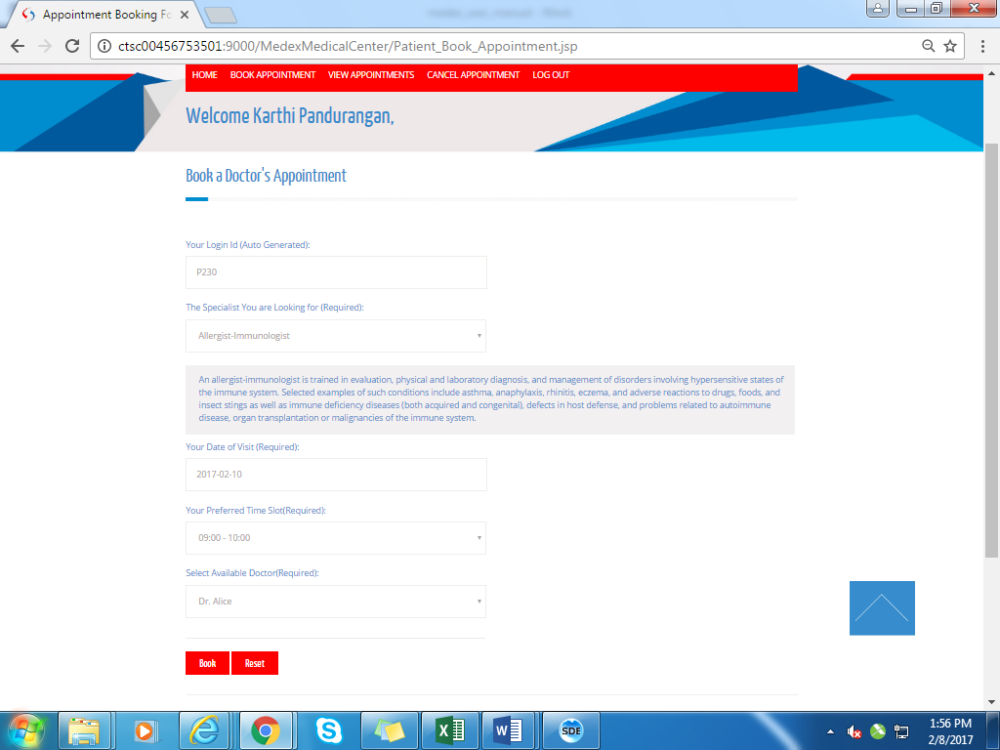 Appointment Booking Fo
ctsc00456753501:9000/MedexMedicalCenter/Patient_Book_Appointment.jsp
HOME BOOK APPOINTMENT VIEW APPOINTMENTS CANCEL APPOINTMENT LOG OUT
Welcome Karthi Pandurangan,
Book a Doctor's Appointment
Your Login Id (Auto Generated):
P230
The Specialist You are Looking for (Required):
Allergist-Immunologist
An allergist-immunologist is trained in evaluation, physical and laboratory diagnosis, and management of disorders involving hypersensitive states of
the immune system. Selected examples of such conditions include asthma, anaphylaxis, rhinitis, eczema, and adverse reactions to drugs, foods, and
insect stings as well as immune deficiency diseases (both acquired and congenital), defects in host defense, and problems related to autoimmune
disease, organ transplantation or malignancies of the immune system.
Your Date of Visit (Required):
2017-02-10
Your Preferred Time Slot(Required):
09:00 - 10:00
Select Available Doctor(Required):
Dr. Alice
Book Reset
SDE
1:56 PM
2/8/2017